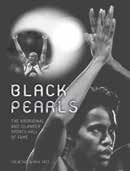 BLACK
PEARLS
THE ABORIGINAL
AND ISLANDER
SPORTS HALL
OF FAME